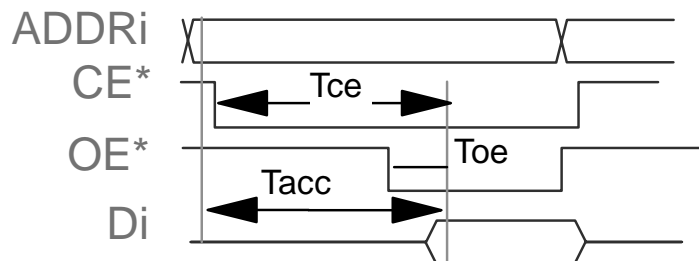 ADDRi
CE*
Tce
OE*
Toe
Tacc
Di